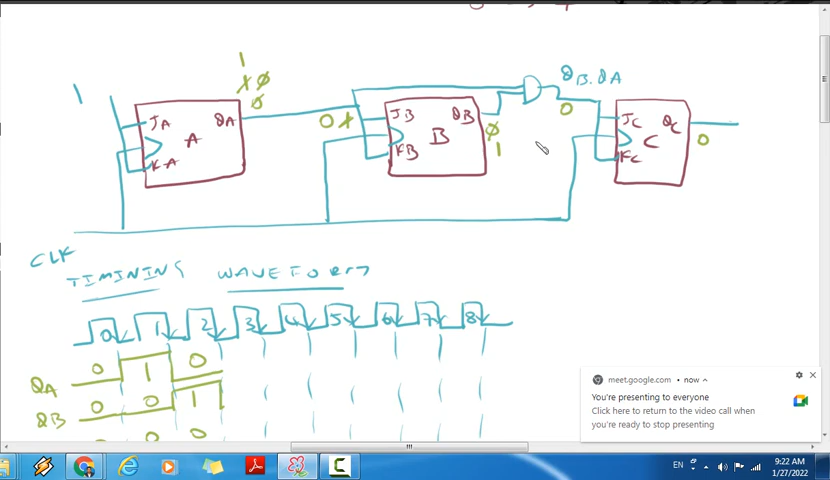 1
1 X 0 0
QB.QA
JA QA
A
KA
0 X
JB QB
B
KB
0
1
0
JC QC
C
KC
0
CLK
TIMINING WAVEFORM
0 1 2 3 4 5 6 7 8
QA 0 1 0
QB 0 0 1
0 0 0
meet.google.com • now
You're presenting to everyone
Click here to return to the video call when
you're ready to stop presenting
EN
9:22 AM
1/27/2022